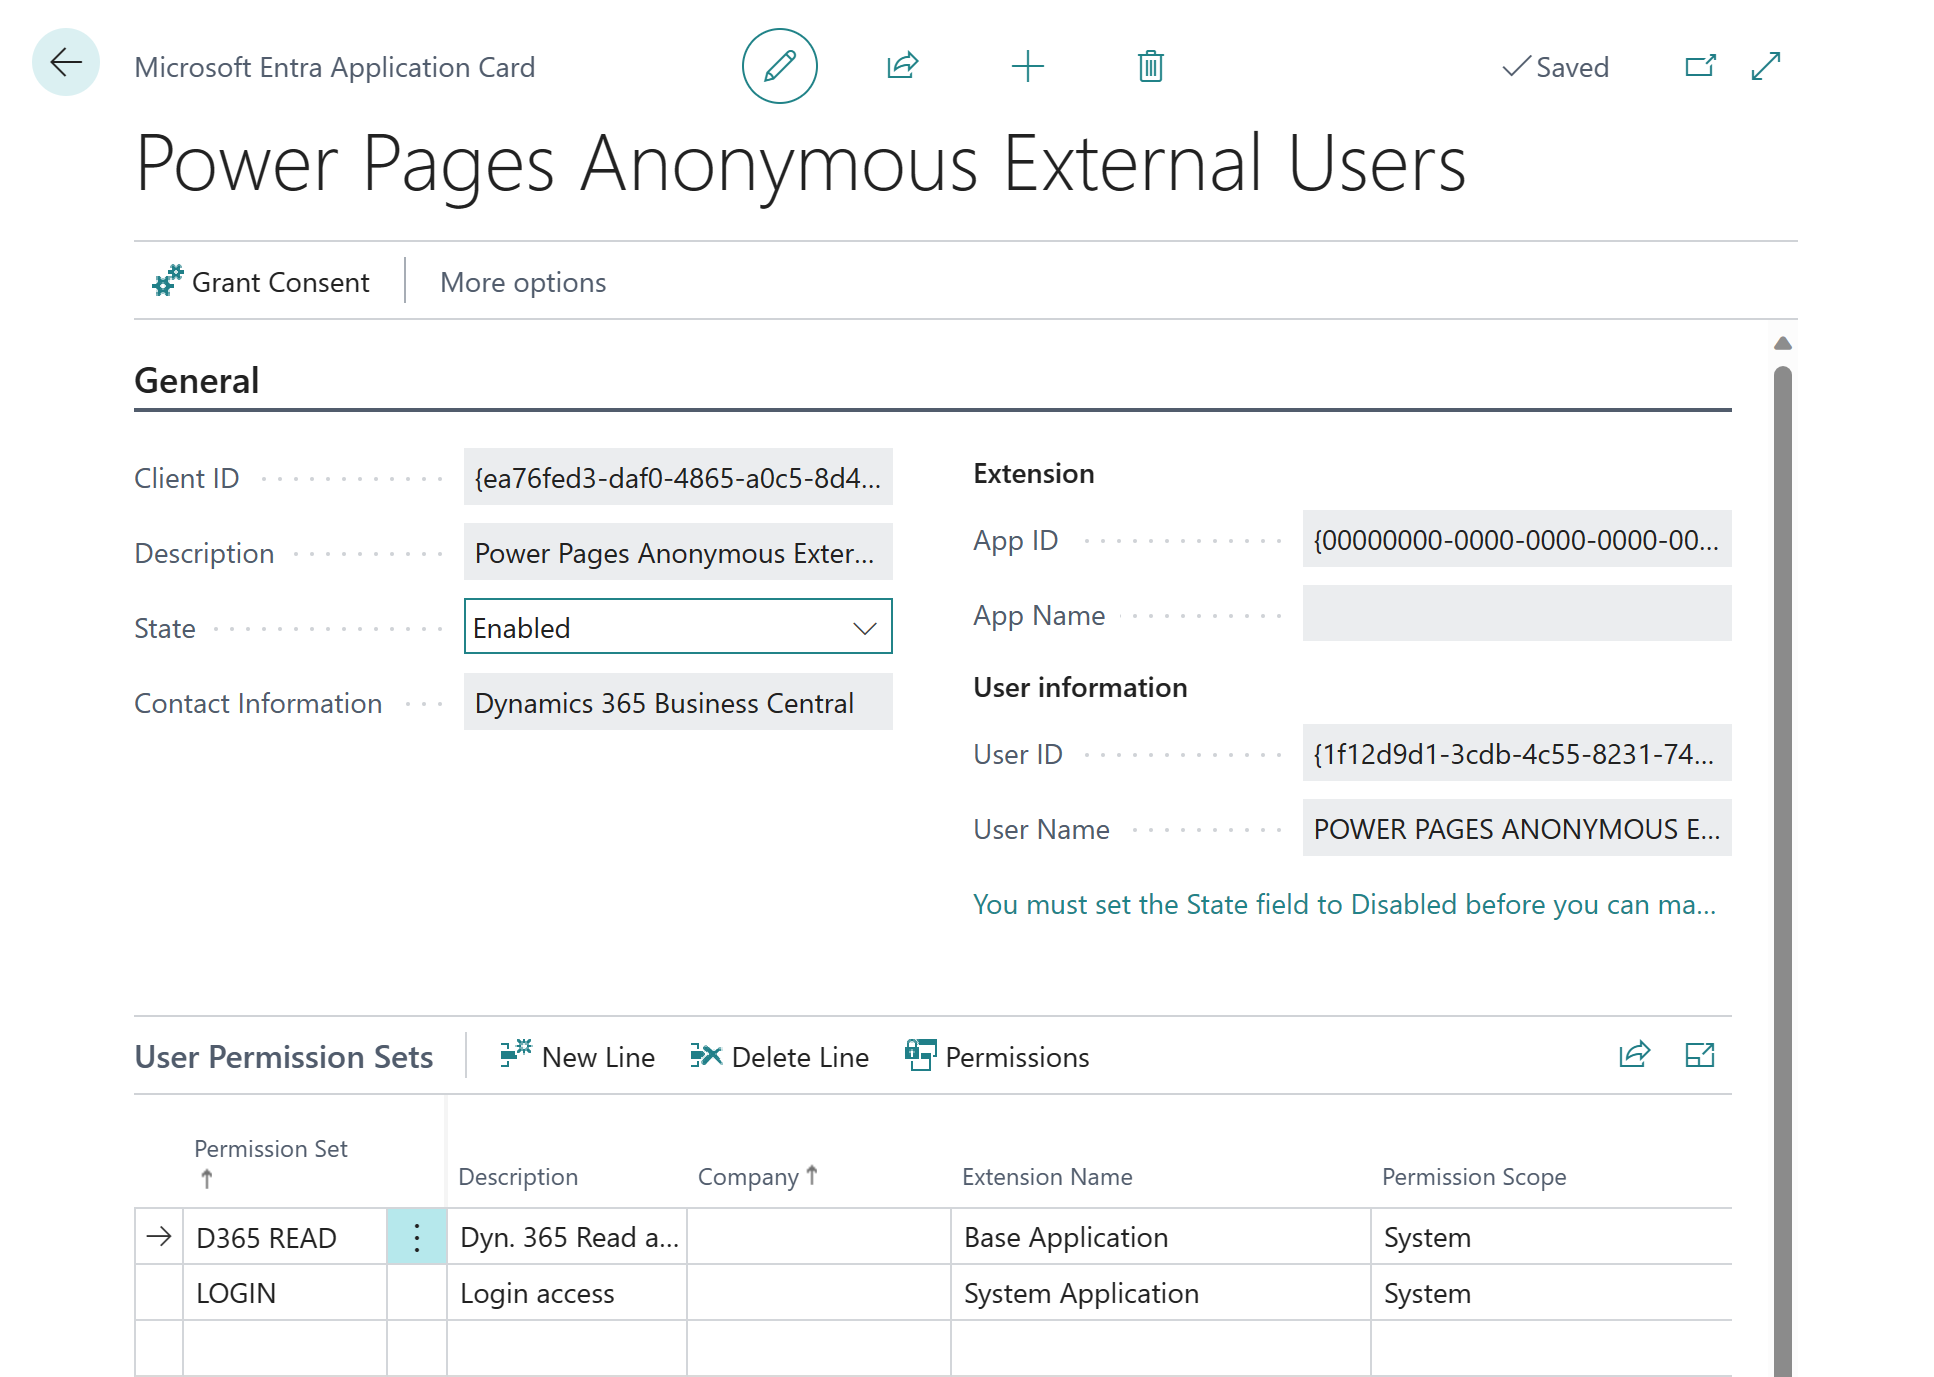 Microsoft Entra Application Card
Saved
Power Pages Anonymous External Users
Grant Consent
More options
General
Client ID
{ea76fed3-daf0-4865-a0c5-8d4...
Description
Power Pages Anonymous Exter...
State
Enabled
Contact Information
Dynamics 365 Business Central
Extension
App ID
{00000000-0000-0000-0000-00...
App Name
User information
User ID
{1f12d9d1-3cdb-4c55-8231-74...
User Name
POWER PAGES ANONYMOUS E...
You must set the State field to Disabled before you can ma...
User Permission Sets
New Line
Delete Line
Permissions
Permission Set ↑ Description Company ↑ Extension Name Permission Scope
D365 READ Dyn. 365 Read a... Base Application System
LOGIN Login access System Application System